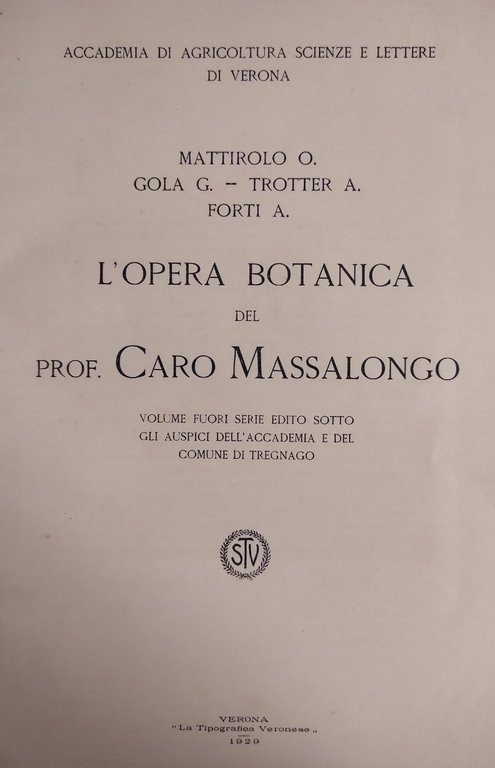 ACCADEMIA DI AGRICOLTURA SCIENZE E LETTERE
DI VERONA
MATTIROLO O.
GOLA G. – TROTTER A.
FORTI A.
L'OPERA BOTANICA
DEL
PROF. CARO MASSALONGO
VOLUME FUORI SERIE EDITO SOTTO
GLI AUSPICI DELL'ACCADEMIA E DEL
COMUNE DI TREGNAGO
STV
VERONA
"La Tipografica Veronese„
1929